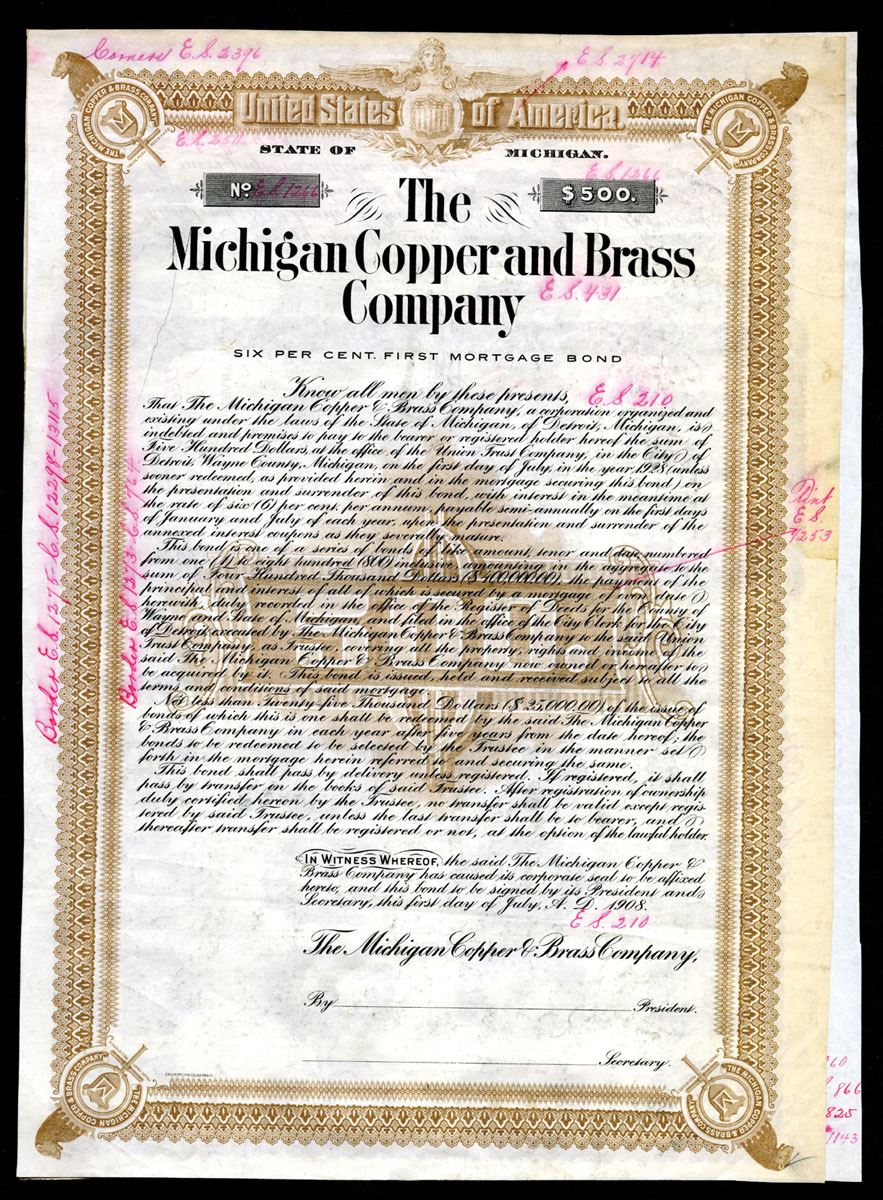 Corners E.S. 2396
E.S. 2714
United States of America
THE MICHIGAN COPPER & BRASS COMPANY
THE MICHIGAN COPPER & BRASS COMPANY
STATE OF MICHIGAN.
E.S. 1266
No. E.S. 1266
$500.
The
Michigan Copper and Brass
Company
E.S. 431
SIX PER CENT. FIRST MORTGAGE BOND
Know all men by these presents,
E.S. 210
That The Michigan Copper & Brass Company, a corporation organized and
existing under the laws of the State of Michigan, of Detroit, Michigan, is
indebted and promises to pay to the bearer or registered holder hereof the sum of
Five Hundred Dollars, at the office of the Union Trust Company, in the City of
Detroit, Wayne County, Michigan, on the first day of July, in the year 1928 (unless
sooner redeemed, as provided herein and in the mortgage securing this bond) on
the presentation and surrender of this bond, with interest in the meantime at
the rate of six (6) per cent. per annum, payable semi-annually on the first days
of January and July of each year, upon the presentation and surrender of the
annexed interest coupons as they severally mature.
This bond is one of a series of bonds of like amount, tenor and date, numbered
from one (1) to eight hundred (800) inclusive, amounting in the aggregate to the
sum of Four Hundred Thousand Dollars ($400,000.00), the payment of the
principal and interest of all of which is secured by a mortgage of even date
herewith, duly recorded in the office of the Register of Deeds for the County of
Wayne and State of Michigan, and filed in the office of the City Clerk for the City
of Detroit, executed by The Michigan Copper & Brass Company to the said Union
Trust Company, as Trustee, covering all the property, rights and income of the
said The Michigan Copper & Brass Company now owned or hereafter to
be acquired by it. This bond is issued, held and received subject to all the
terms and conditions of said mortgage.
Not less than Twenty-five Thousand Dollars ($25,000.00) of the issue of
bonds of which this is one shall be redeemed by the said The Michigan Copper
& Brass Company in each year after five years from the date hereof; the
bonds to be redeemed to be selected by the Trustee in the manner set
forth in the mortgage herein referred to and securing the same.
This bond shall pass by delivery unless registered. If registered, it shall
pass by transfer on the books of said Trustee. After registration of ownership
duly certified hereon by the Trustee, no transfer shall be valid except regis-
tered by said Trustee, unless the last transfer shall be to bearer, and
thereafter transfer shall be registered or not, at the option of the lawful holder.
IN WITNESS WHEREOF, the said The Michigan Copper &
Brass Company has caused its corporate seal to be affixed
hereto, and this bond to be signed by its President and
Secretary, this first day of July, A. D. 1908.
E.S. 210
The Michigan Copper & Brass Company,
By President.
Secretary.
THE MICHIGAN COPPER & BRASS COMPANY
THE MICHIGAN COPPER & BRASS COMPANY
Tint
E.S.
1253
866
825
1143